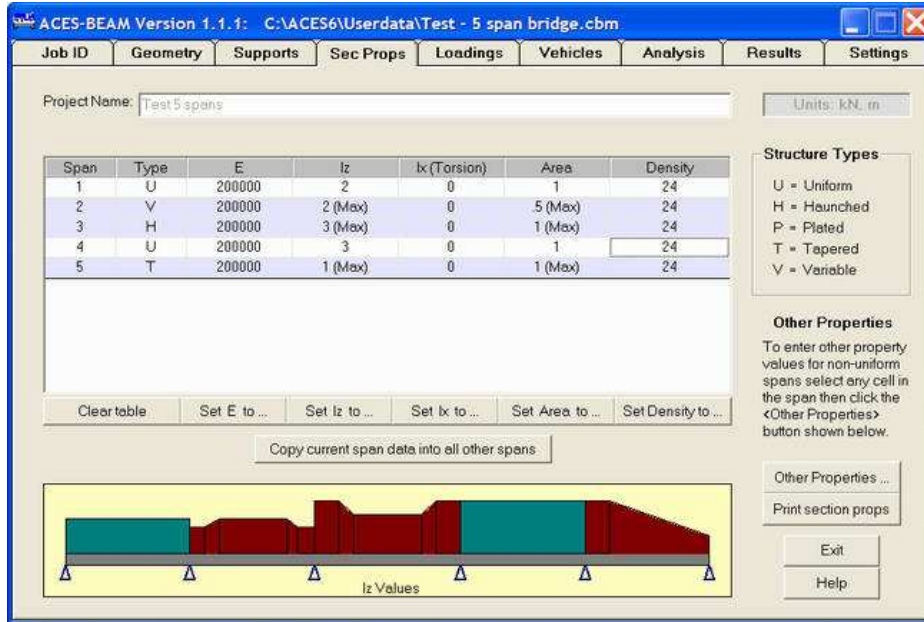 ACES-BEAM Version 1.1.1: C:\ACES6\Userdata\Test - 5 span bridge.cbm
Job ID Geometry Supports Sec Props Loadings Vehicles Analysis Results Settings
Project Name: Test 5 spans
Units: kN, m
Span Type E Iz Ix (Torsion) Area Density
1 U 200000 2 0 1 24
2 V 200000 2 (Max) 0 .5 (Max) 24
3 H 200000 3 (Max) 0 1 (Max) 24
4 U 200000 3 0 1 24
5 T 200000 1 (Max) 0 1 (Max) 24
Clear table Set E to ... Set Iz to ... Set Ix to ... Set Area to ... Set Density to ...
Copy current span data into all other spans
Iz Values
Structure Types
U = Uniform
H = Haunched
P = Plated
T = Tapered
V = Variable
Other Properties
To enter other property
values for non-uniform
spans select any cell in
the span then click the
<Other Properties>
button shown below.
Other Properties ...
Print section props
Exit
Help